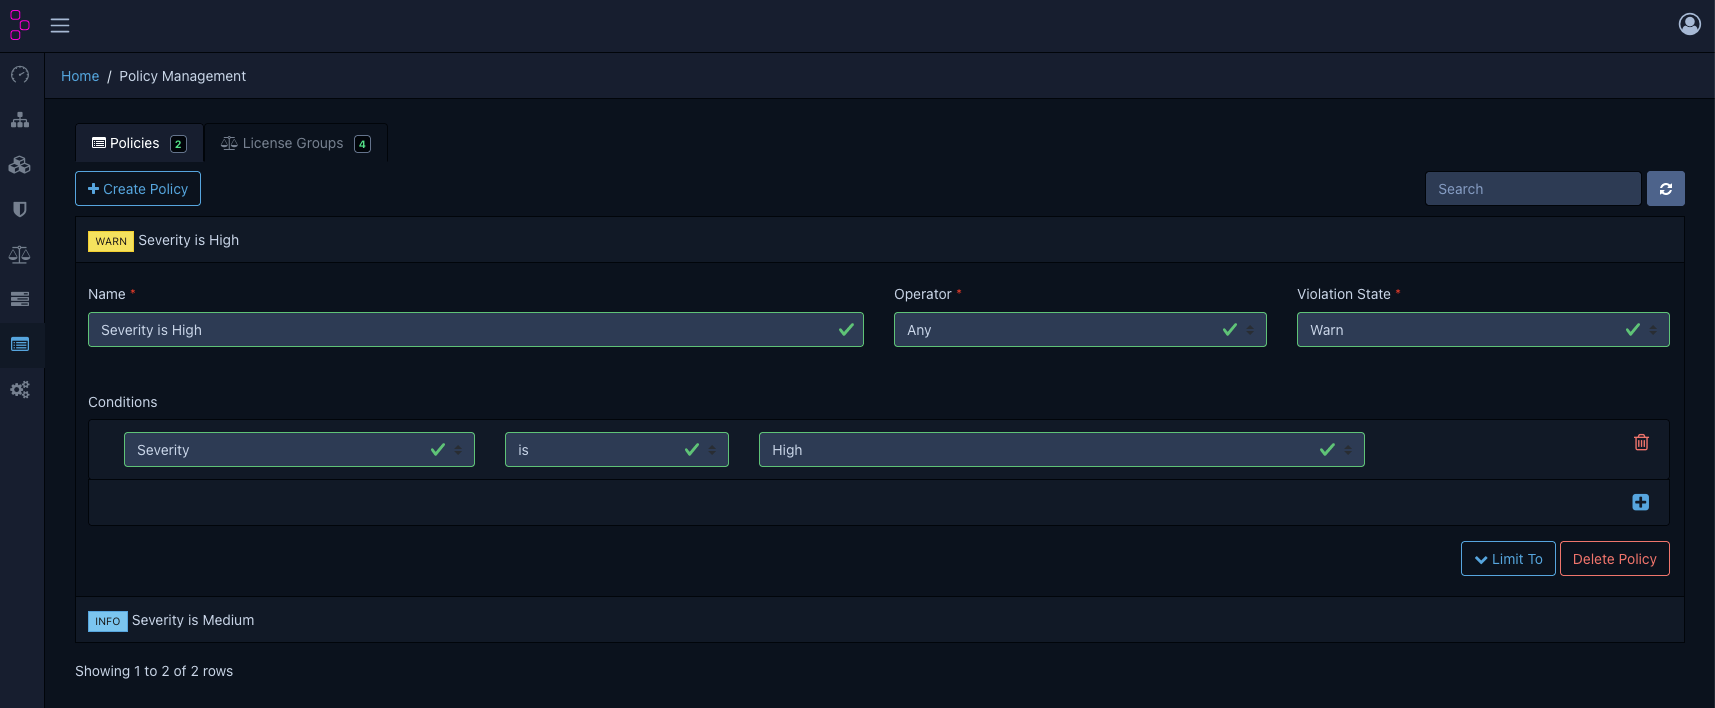 Home / Policy Management
Policies 2 License Groups 4
Create Policy Search
WARN Severity is High
Name * Operator * Violation State *
Severity is High Any Warn
Conditions
Severity is High
Limit To Delete Policy
INFO Severity is Medium
Showing 1 to 2 of 2 rows